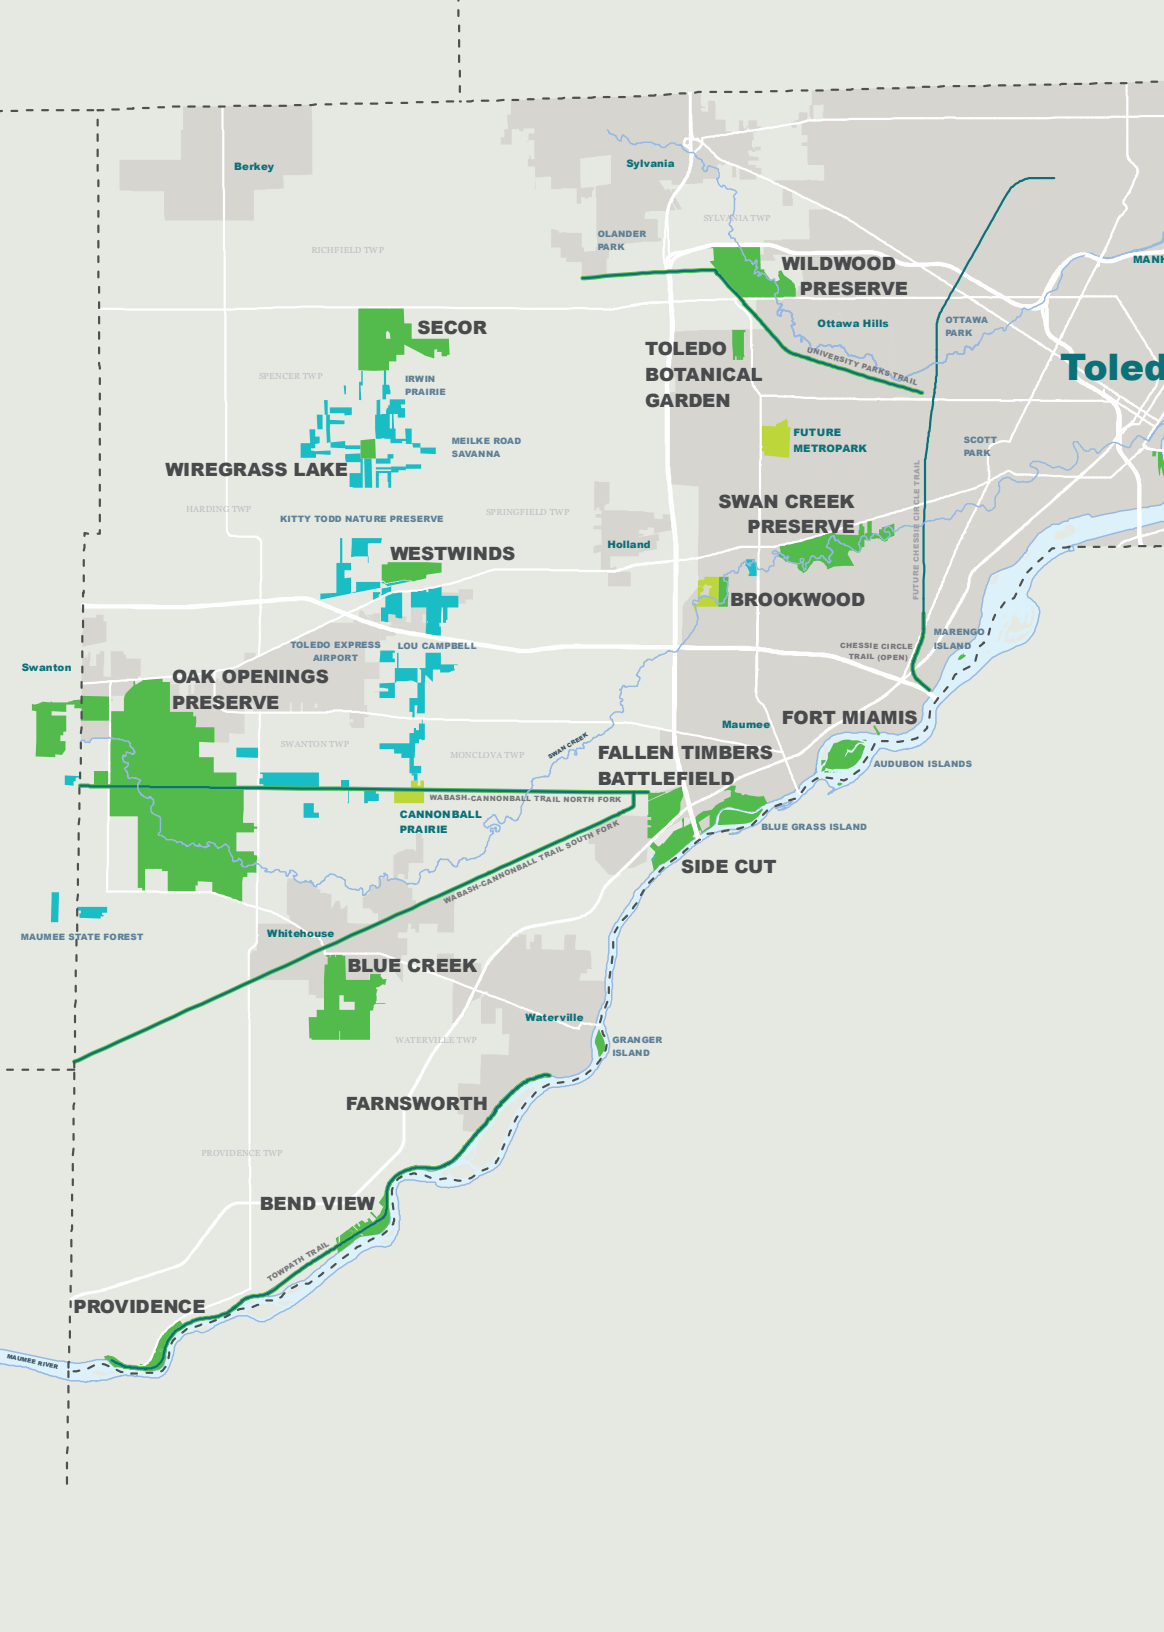 Berkey
Sylvania
SYLVANIA TWP
OLANDER
PARK
RICHFIELD TWP
WILDWOOD
PRESERVE
MANH
SECOR
Ottawa Hills
OTTAWA
PARK
TOLEDO
BOTANICAL
GARDEN
UNIVERSITY PARKS TRAIL
Toled
SPENCER TWP
IRWIN
PRAIRIE
MEILKE ROAD
SAVANNA
FUTURE
METROPARK
SCOTT
PARK
WIREGRASS LAKE
HARDING TWP
KITTY TODD NATURE PRESERVE
SPRINGFIELD TWP
SWAN CREEK
PRESERVE
FUTURE CHESSIE CIRCLE TRAIL
WESTWINDS
Holland
BROOKWOOD
TOLEDO EXPRESS
AIRPORT
LOU CAMPBELL
CHESSIE CIRCLE
TRAIL (OPEN)
MARENGO
ISLAND
Swanton
OAK OPENINGS
PRESERVE
Maumee
FORT MIAMIS
SWANTON TWP
MONCLOVA TWP
SWAN CREEK
FALLEN TIMBERS
BATTLEFIELD
AUDUBON ISLANDS
WABASH-CANNONBALL TRAIL NORTH FORK
CANNONBALL
PRAIRIE
BLUE GRASS ISLAND
WABASH-CANNONBALL TRAIL SOUTH FORK
SIDE CUT
MAUMEE STATE FOREST
Whitehouse
BLUE CREEK
Waterville
WATERVILLE TWP
GRANGER
ISLAND
FARNSWORTH
PROVIDENCE TWP
BEND VIEW
TOWPATH TRAIL
PROVIDENCE
MAUMEE RIVER